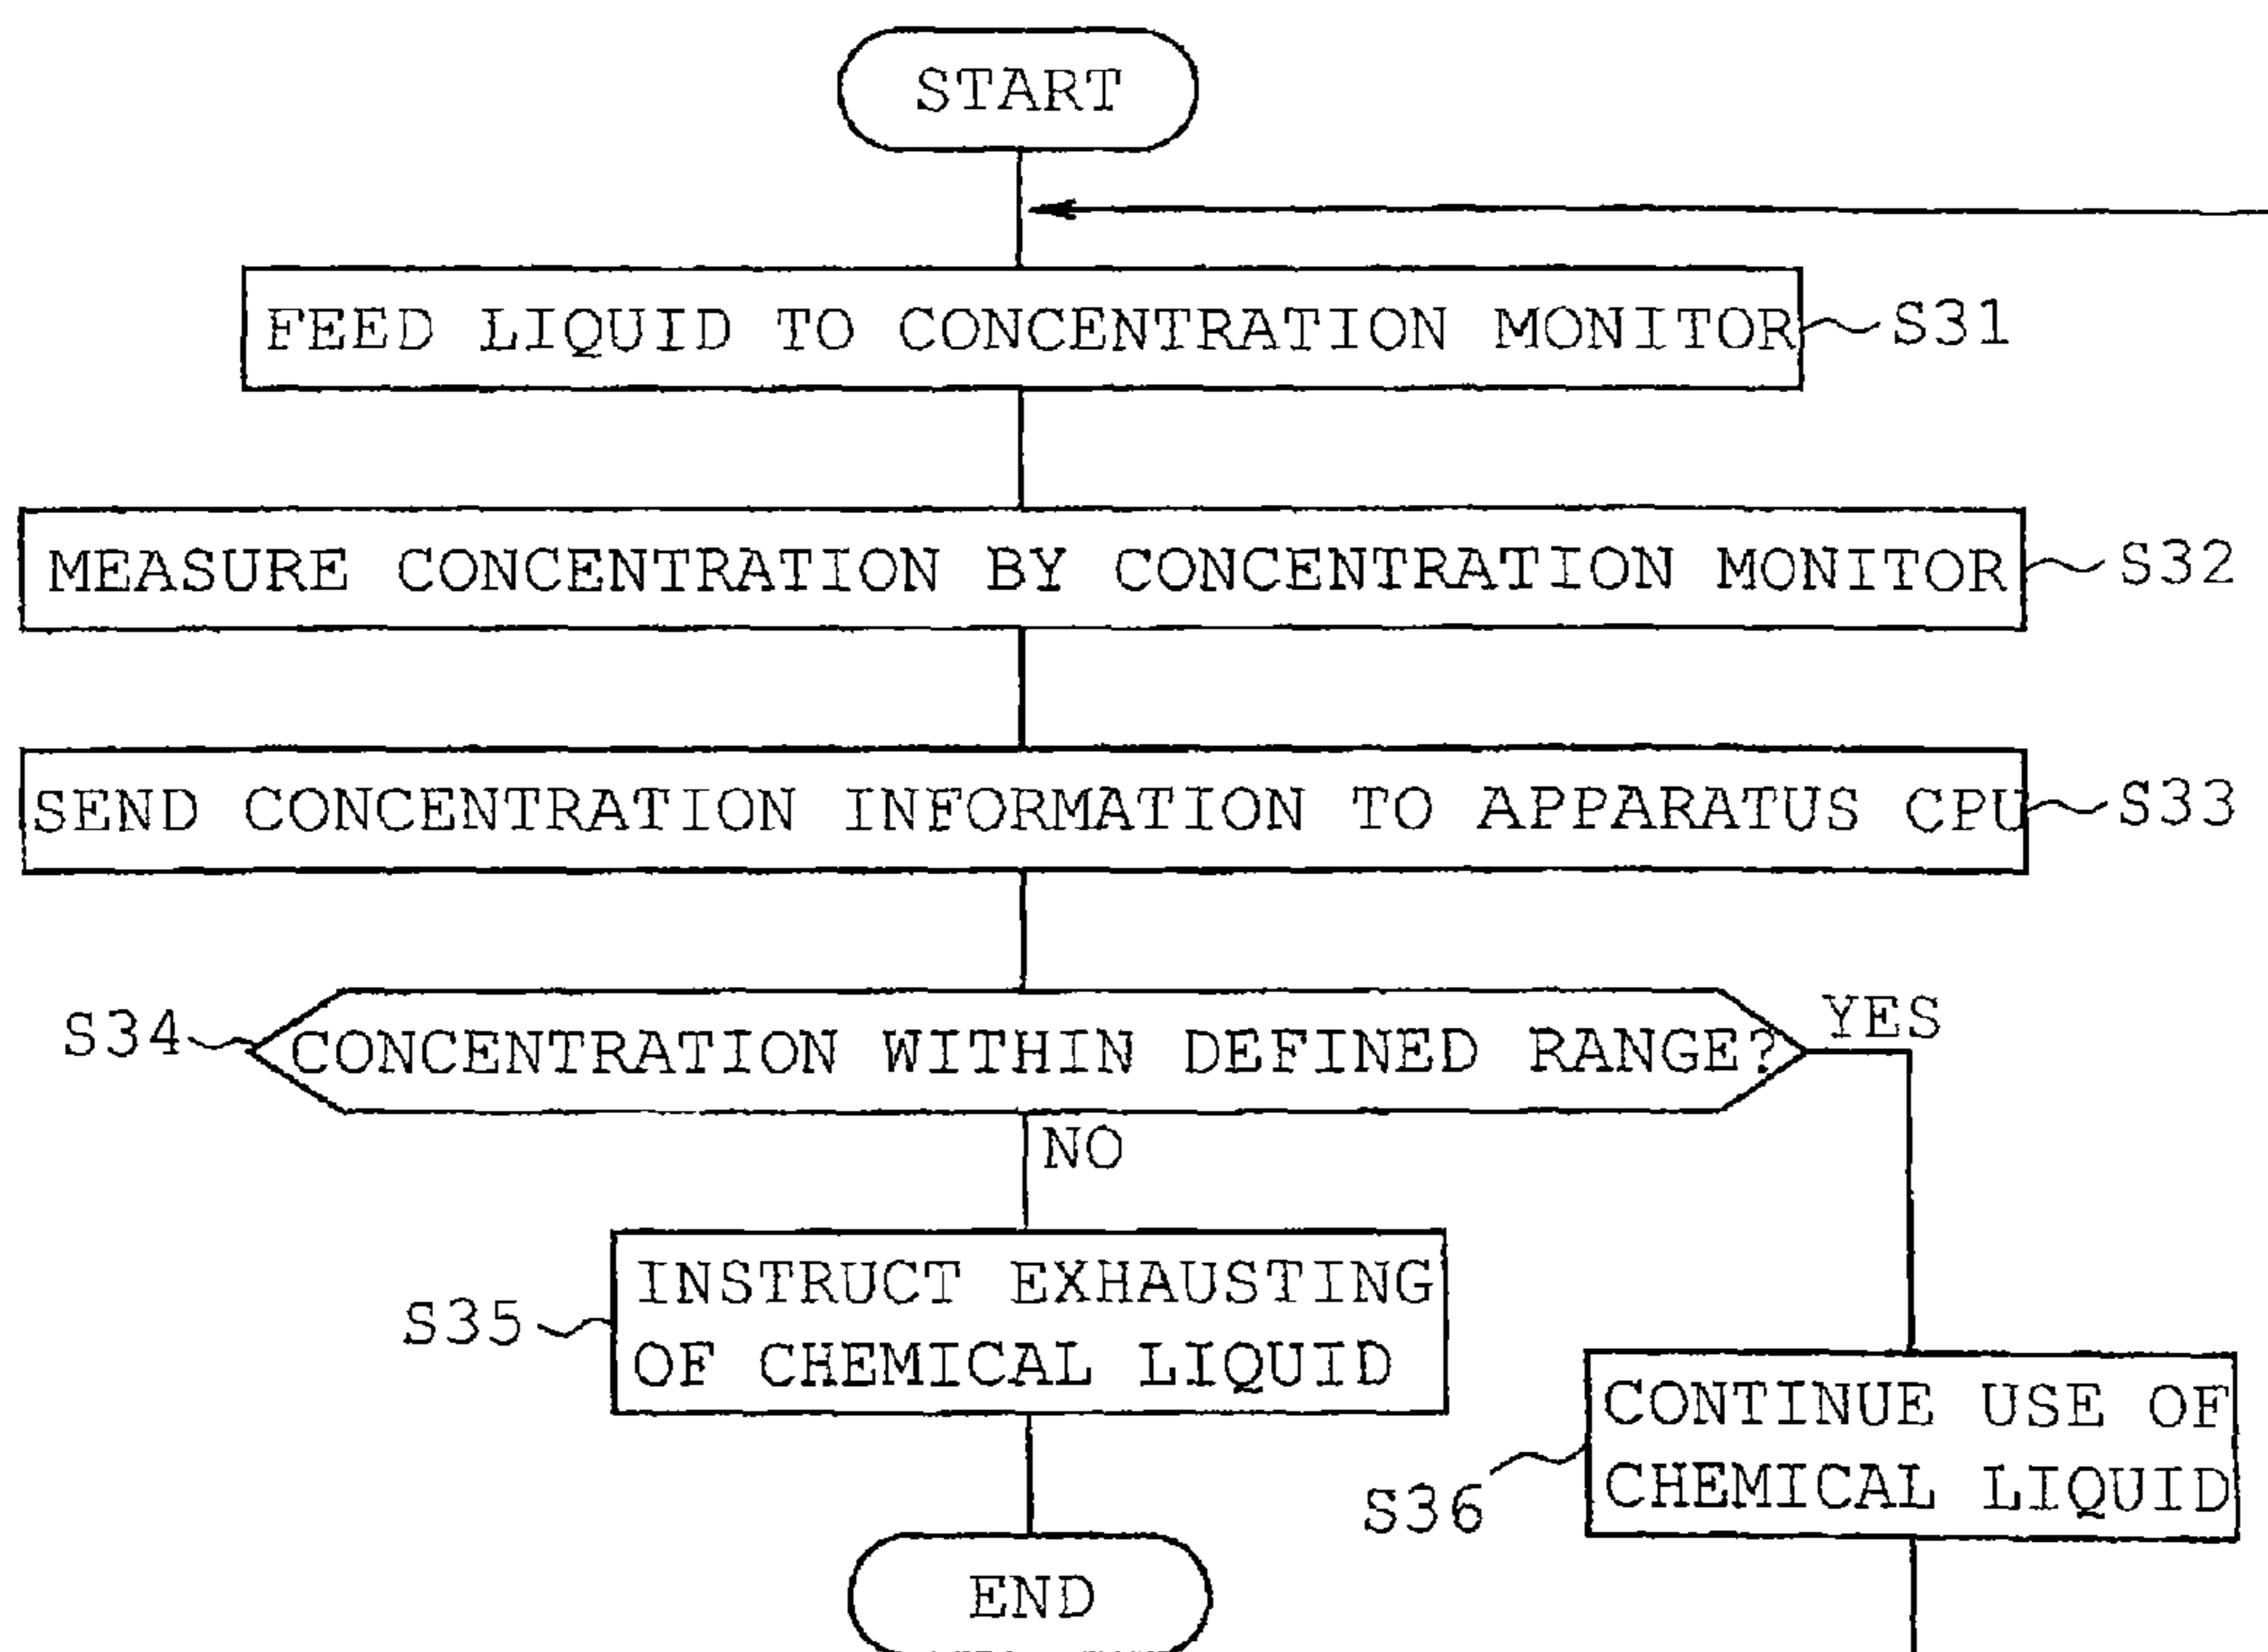 START
FEED LIQUID TO CONCENTRATION MONITOR
S31
MEASURE CONCENTRATION BY CONCENTRATION MONITOR
S32
SEND CONCENTRATION INFORMATION TO APPARATUS CPU
S33
S34
CONCENTRATION WITHIN DEFINED RANGE?
YES
NO
S35
INSTRUCT EXHAUSTING
OF CHEMICAL LIQUID
S36
CONTINUE USE OF
CHEMICAL LIQUID
END